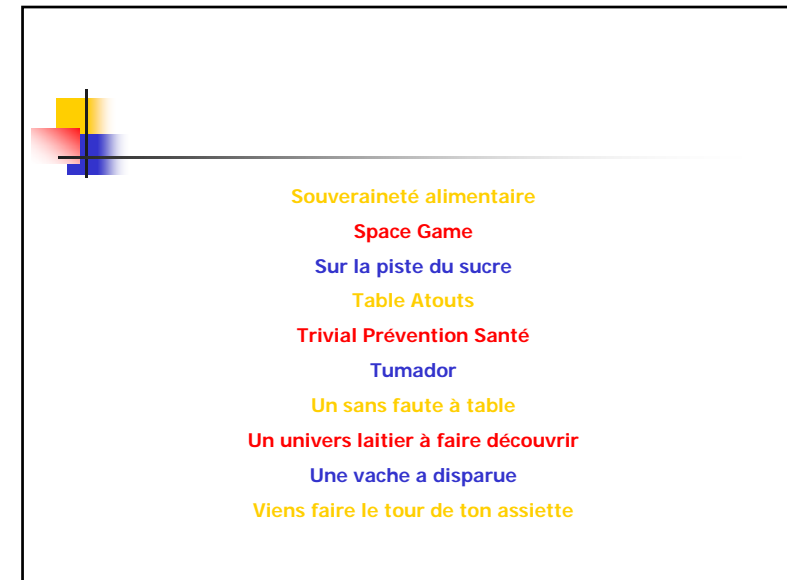 Souveraineté alimentaire
Space Game
Sur la piste du sucre
Table Atouts
Trivial Prévention Santé
Tumador
Un sans faute à table
Un univers laitier à faire découvrir
Une vache a disparue
Viens faire le tour de ton assiette